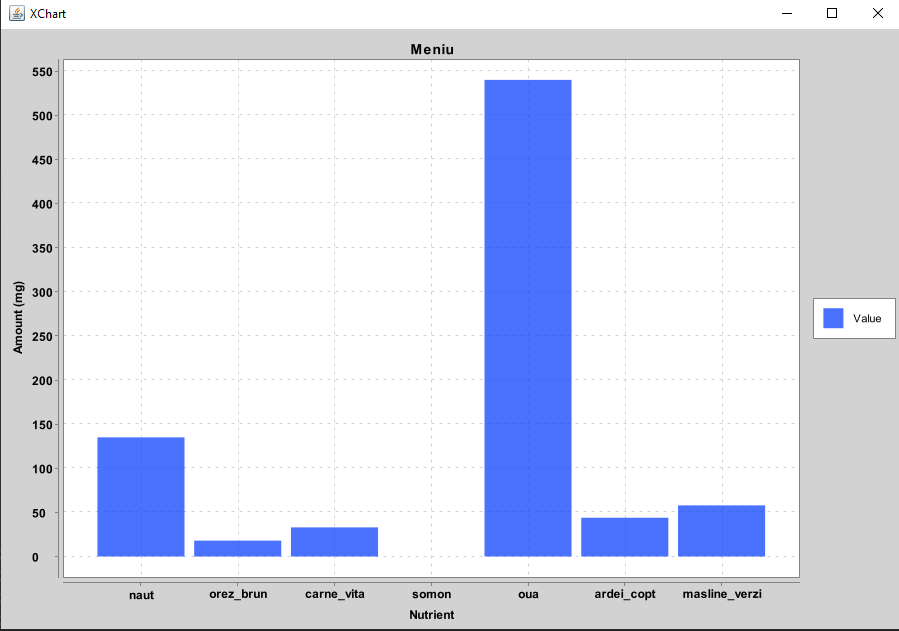 XChart
Meniu
550
500
450
400
350
300
250
200
150
100
50
0
Amount (mg)
naut orez_brun carne_vita somon oua ardei_copt masline_verzi
Nutrient
Value